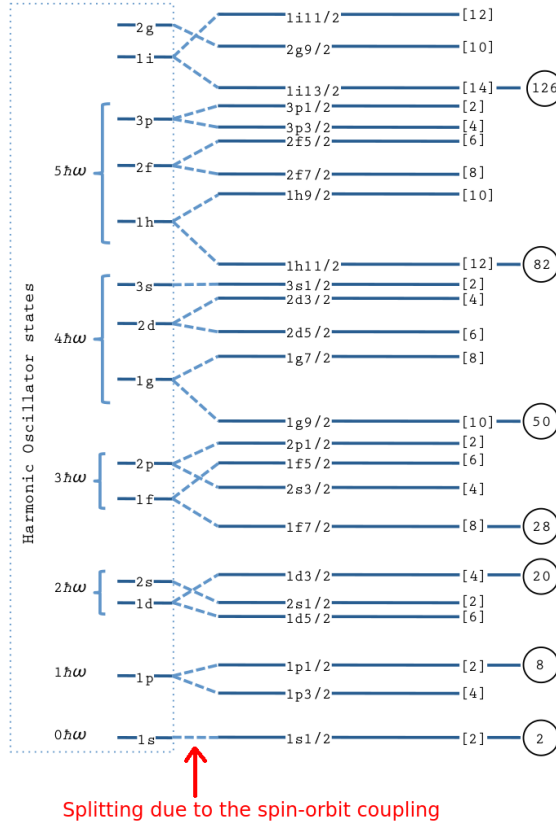 1i11/2 [12]
2g
2g9/2 [10]
1i
1i13/2 [14] 126
3p1/2 [2]
3p
3p3/2 [4]
2f5/2 [6]
5ħω 2f
2f7/2 [8]
1h9/2 [10]
1h
1h11/2 [12] 82
3s 3s1/2 [2]
2d3/2 [4]
2d
2d5/2 [6]
4ħω
1g7/2 [8]
1g
1g9/2 [10] 50
2p1/2 [2]
2p 1f5/2 [6]
3ħω
2s3/2 [4]
1f
1f7/2 [8] 28
1d3/2 [4] 20
2ħω 2s
1d 2s1/2 [2]
1d5/2 [6]
1p1/2 [2] 8
1ħω 1p
1p3/2 [4]
0ħω 1s 1s1/2 [2] 2
Harmonic Oscillator states
Splitting due to the spin-orbit coupling